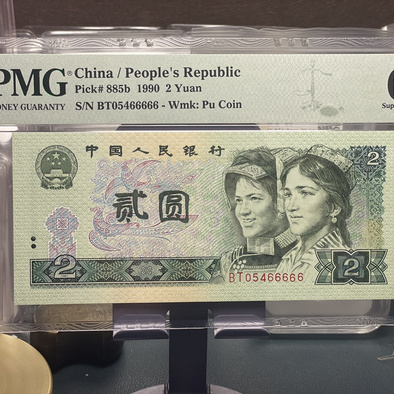 PMG
MONEY GUARANTY
China / People's Republic
Pick# 885b 1990 2 Yuan
S/N BT05466666 - Wmk: Pu Coin
中国人民银行
贰圆
2
2
2
BT05466666